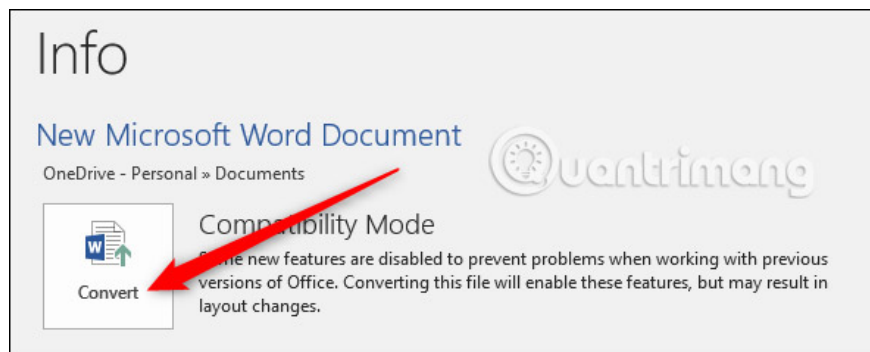 Info
New Microsoft Word Document
OneDrive - Personal » Documents
Quantrimang
Compatibility Mode
Some new features are disabled to prevent problems when working with previous
versions of Office. Converting this file will enable these features, but may result in
layout changes.
W
Convert